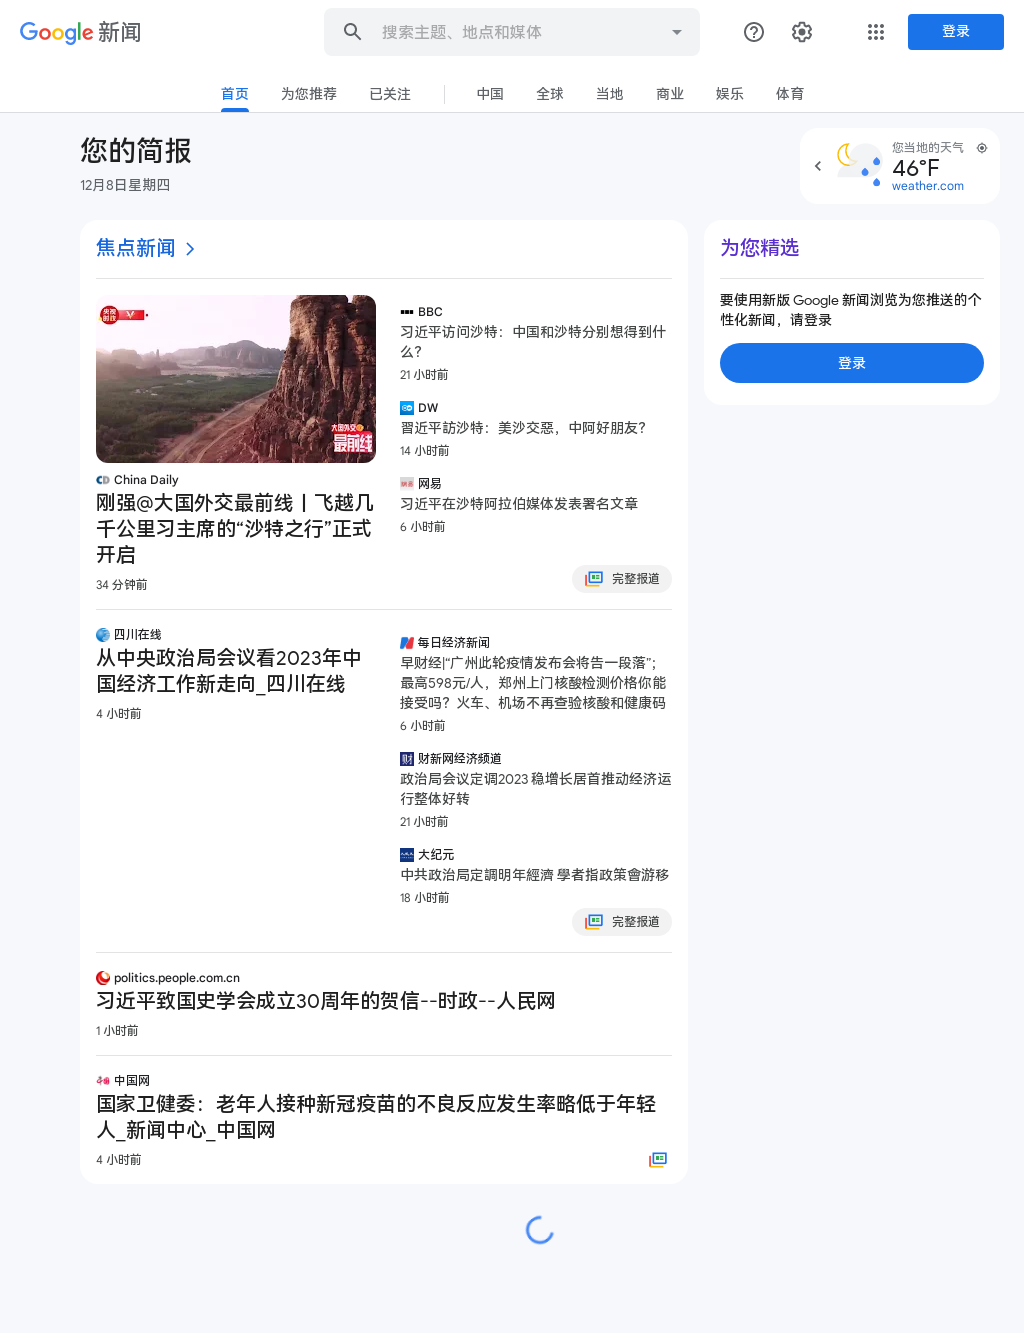 Google 新闻
搜索主题、地点和媒体
登录
首页
为您推荐
已关注
中国
全球
当地
商业
娱乐
体育
您的简报
12月8日星期四
您当地的天气
46°F
weather.com
焦点新闻
央视
时政
大国外交
最前线
China Daily
刚强@大国外交最前线丨飞越几
千公里习主席的“沙特之行”正式
开启
34 分钟前
BBC
习近平访问沙特：中国和沙特分别想得到什
么？
21 小时前
DW
習近平訪沙特：美沙交惡，中阿好朋友？
14 小时前
网易
习近平在沙特阿拉伯媒体发表署名文章
6 小时前
完整报道
四川在线
从中央政治局会议看2023年中
国经济工作新走向_四川在线
4 小时前
每日经济新闻
早财经|“广州此轮疫情发布会将告一段落”；
最高598元/人，郑州上门核酸检测价格你能
接受吗？火车、机场不再查验核酸和健康码
6 小时前
财新网经济频道
政治局会议定调2023 稳增长居首推动经济运
行整体好转
21 小时前
大纪元
中共政治局定調明年經濟 學者指政策會游移
18 小时前
完整报道
politics.people.com.cn
习近平致国史学会成立30周年的贺信--时政--人民网
1 小时前
中国网
国家卫健委：老年人接种新冠疫苗的不良反应发生率略低于年轻
人_新闻中心_中国网
4 小时前
为您精选
要使用新版 Google 新闻浏览为您推送的个
性化新闻，请登录
登录